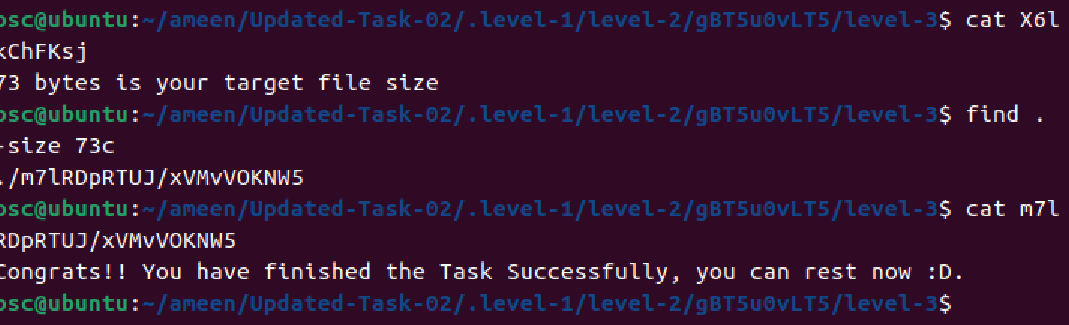 osc@ubuntu:~/ameen/Updated-Task-02/.level-1/level-2/gBT5u0vLT5/level-3$ cat X6l
kChFKsj
73 bytes is your target file size
osc@ubuntu:~/ameen/Updated-Task-02/.level-1/level-2/gBT5u0vLT5/level-3$ find .
-size 73c
./m7lRDpRTUJ/xVMvVOKNW5
osc@ubuntu:~/ameen/Updated-Task-02/.level-1/level-2/gBT5u0vLT5/level-3$ cat m7l
RDpRTUJ/xVMvVOKNW5
Congrats!! You have finished the Task Successfully, you can rest now :D.
osc@ubuntu:~/ameen/Updated-Task-02/.level-1/level-2/gBT5u0vLT5/level-3$